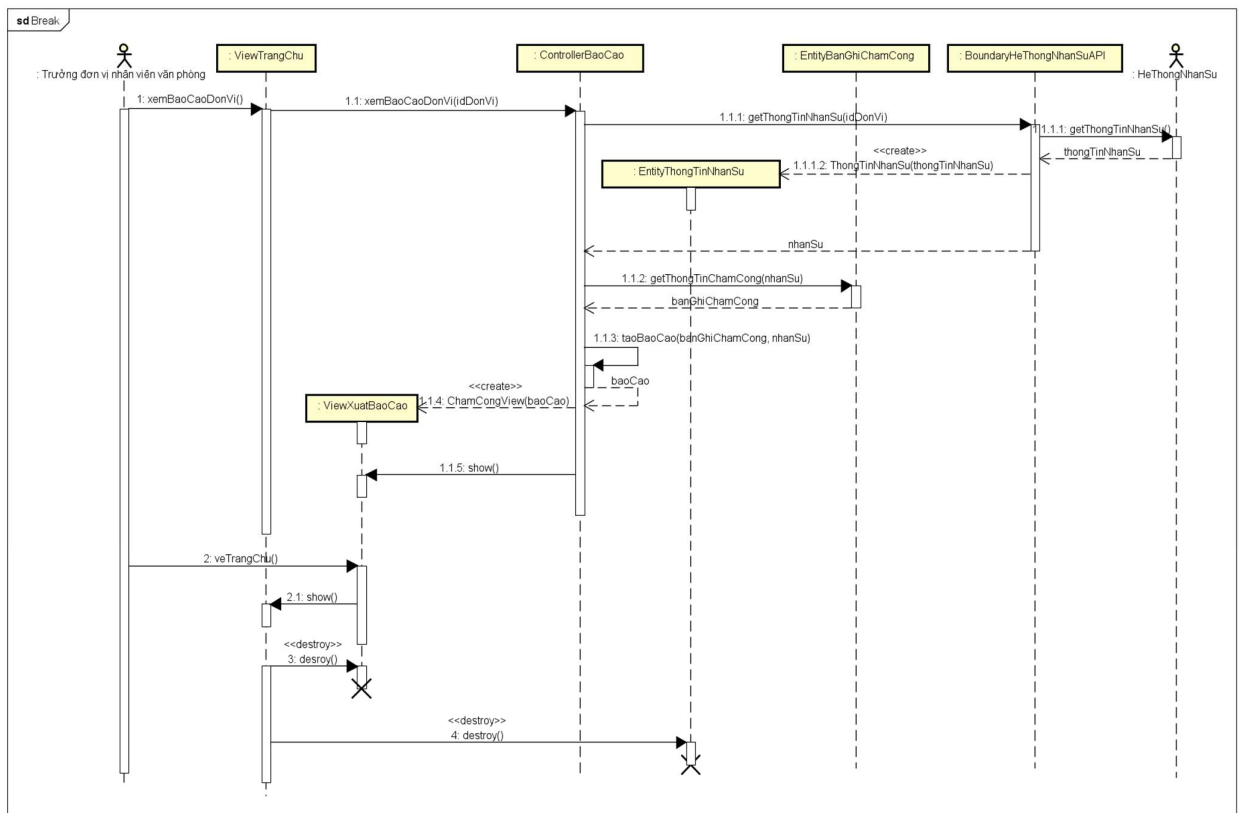 sd Break
: ViewTrangChu
: ControllerBaoCao
: EntityBanGhiChamCong
: BoundaryHeThongNhanSuAPI
: Trưởng đơn vị nhân viên văn phòng
: HeThongNhanSu
1: xemBaoCaoDonVi()
1.1: xemBaoCaoDonVi(idDonVi)
1.1.1: getThongTinNhanSu(idDonVi)
1.1.1.1: getThongTinNhanSu()
thongTinNhanSu
<<create>>
1.1.1.2: ThongTinNhanSu(thongTinNhanSu)
: EntityThongTinNhanSu
nhanSu
1.1.2: getThongTinChamCong(nhanSu)
banGhiChamCong
1.1.3: taoBaoCao(banGhiChamCong, nhanSu)
baoCao
<<create>>
1.1.4: ChamCongView(baoCao)
: ViewXuatBaoCao
1.1.5: show()
2: veTrangChu()
2.1: show()
<<destroy>>
3: desroy()
<<destroy>>
4: destroy()